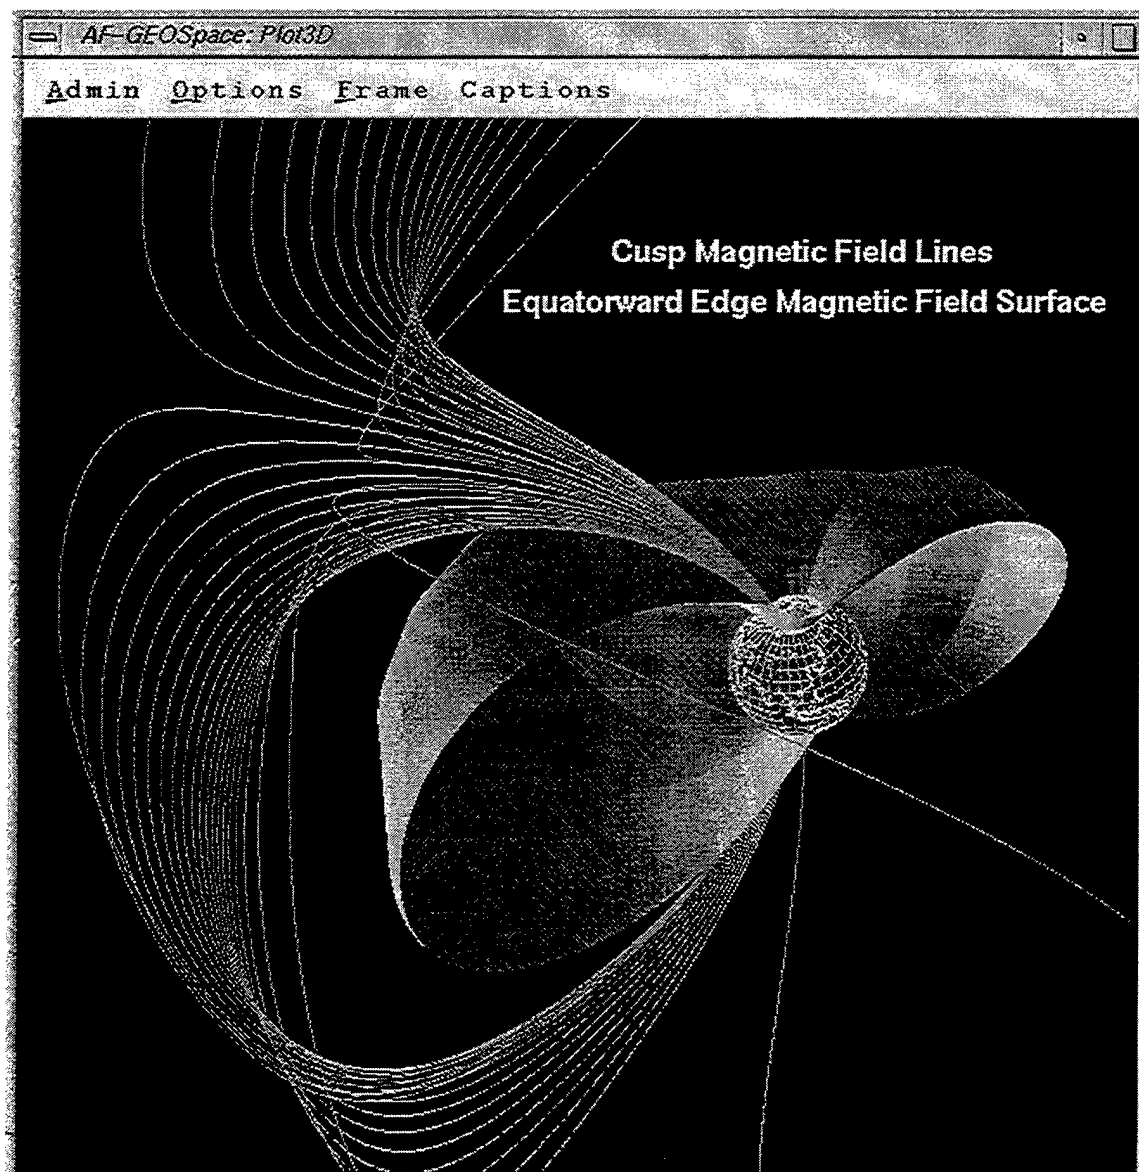 AF-GEOSpace: Plot3D
Admin Options Frame Captions
Cusp Magnetic Field Lines
Equatorward Edge Magnetic Field Surface